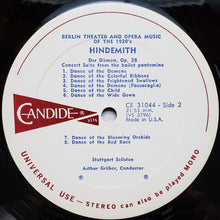 BERLIN THEATER AND OPERA MUSIC
OF THE 1920's
HINDEMITH
Der Dämon, Op. 28
Concert Suite from the ballet pantomime
1. Dance of the Demons
2. Dance of the Colorful Ribbons
3. Dance of the Frightened Swallows
4. Dance of the Demons (Passacaglia)
5. Dance of the Child
6. Dance of the Wide Gown
CANDIDE
CE 31044 - Side 2
21.53 min.
(VS 3796)
Made in U.S.A.
7. Dance of the Blooming Orchids
8. Dance of the Red Race
Stuttgart Soloists
Arthur Grüber, Conductor
UNIVERSAL USE - STEREO can also be played MONO